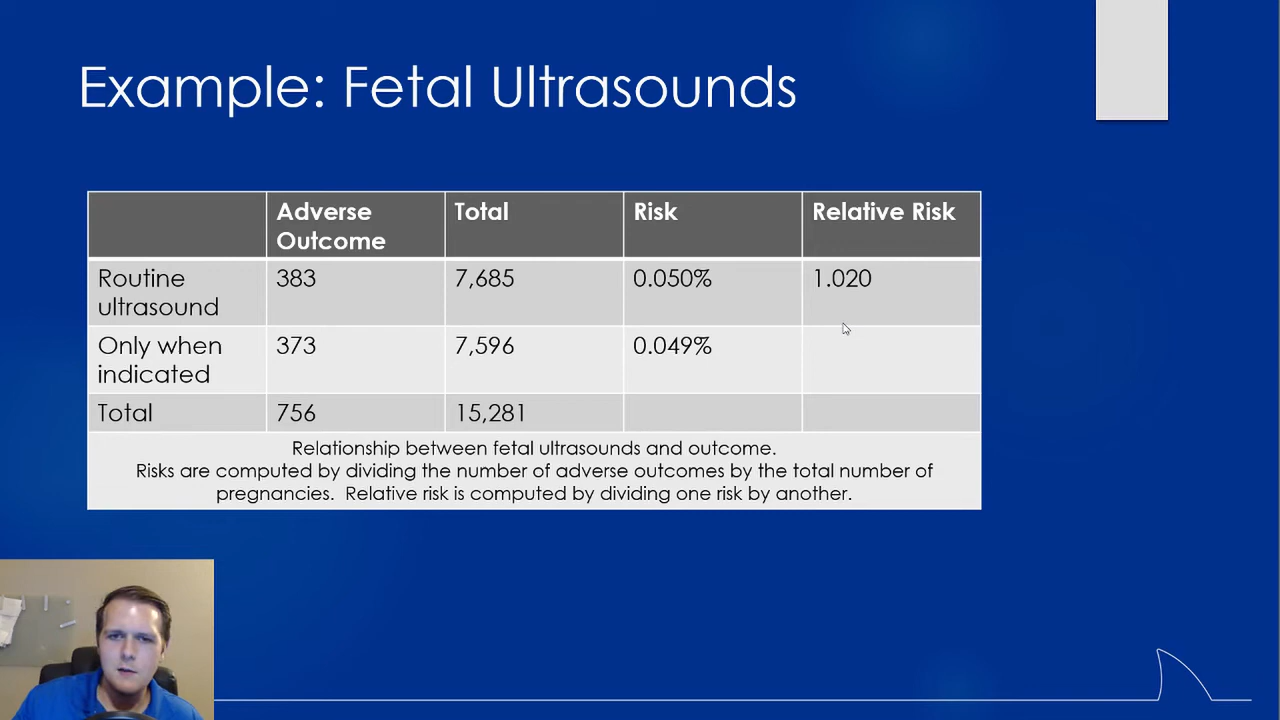 Example: Fetal Ultrasounds
Adverse Outcome Total Risk Relative Risk
Routine ultrasound 383 7,685 0.050% 1.020
Only when indicated 373 7,596 0.049%
Total 756 15,281
Relationship between fetal ultrasounds and outcome.
Risks are computed by dividing the number of adverse outcomes by the total number of
pregnancies. Relative risk is computed by dividing one risk by another.